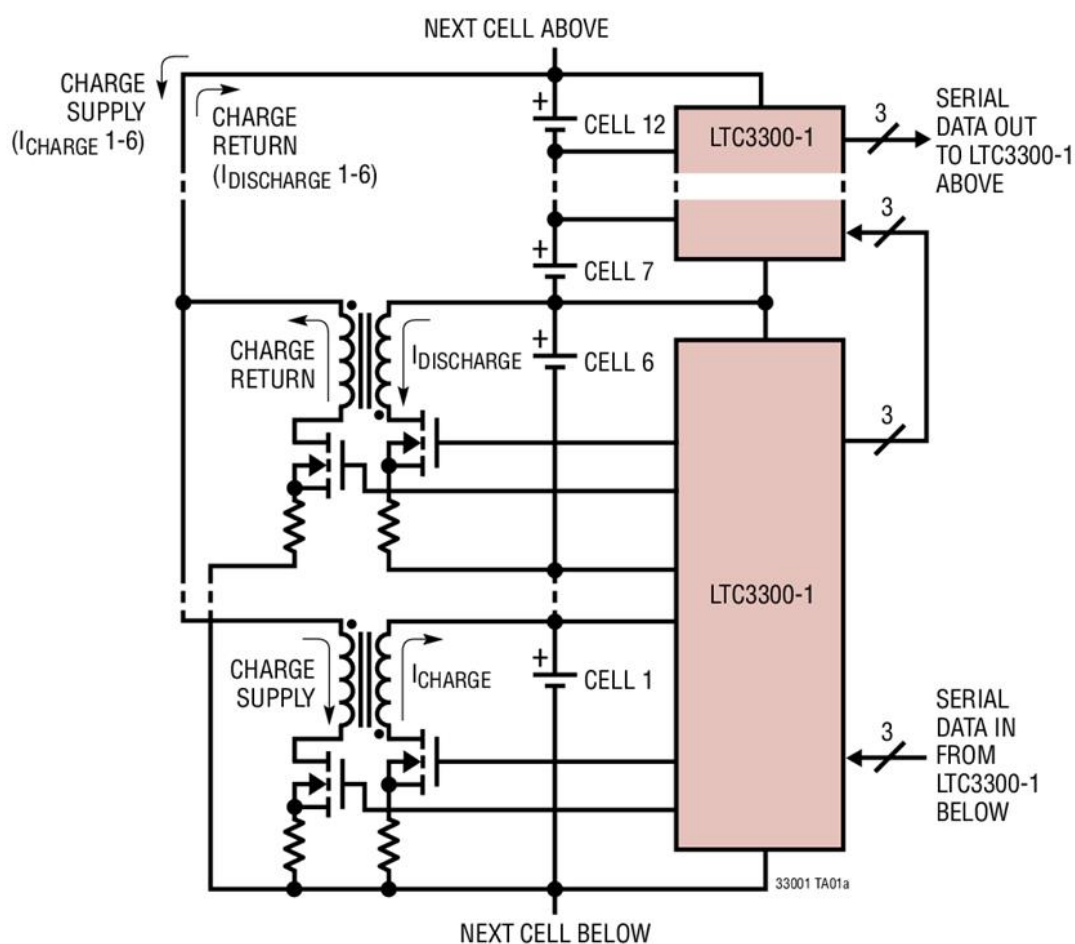 NEXT CELL ABOVE
CHARGE
SUPPLY
(ICHARGE 1-6)
CHARGE
RETURN
(IDISCHARGE 1-6)
+
CELL 12
LTC3300-1
3
SERIAL
DATA OUT
TO LTC3300-1
ABOVE
3
+
CELL 7
CHARGE
RETURN
IDISCHARGE
+
CELL 6
3
LTC3300-1
CHARGE
SUPPLY
ICHARGE
+
CELL 1
3
SERIAL
DATA IN
FROM
LTC3300-1
BELOW
33001 TA01a
NEXT CELL BELOW